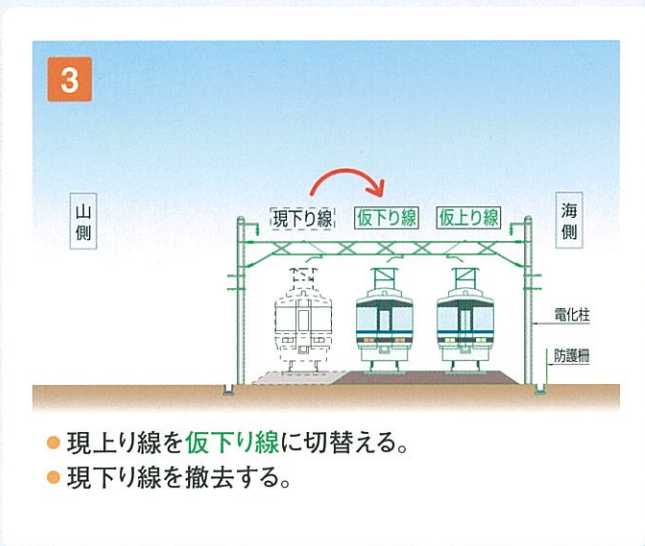 3
山側
海側
現下り線
仮下り線
仮上り線
電化柱
防護柵
● 現上り線を仮下り線に切替える。
● 現下り線を撤去する。